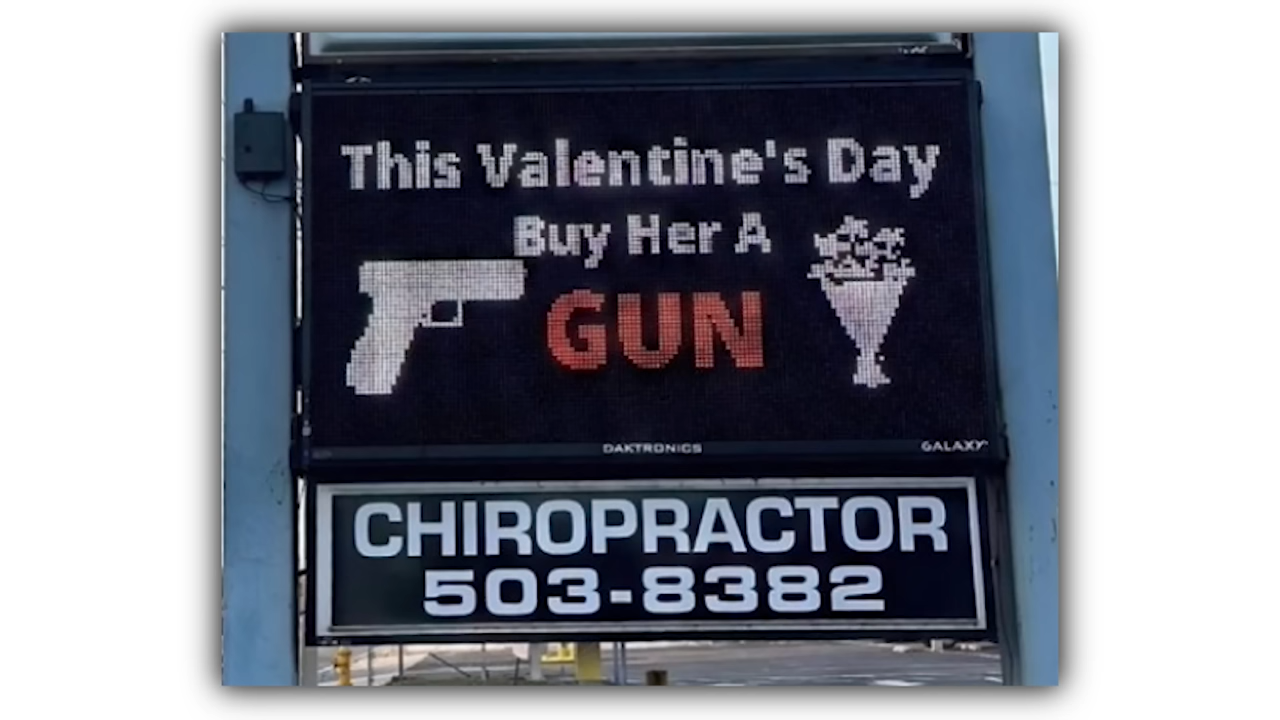 This Valentine's Day
Buy Her A
GUN
DAKTRONICS
GALAXY
CHIROPRACTOR
503-8382